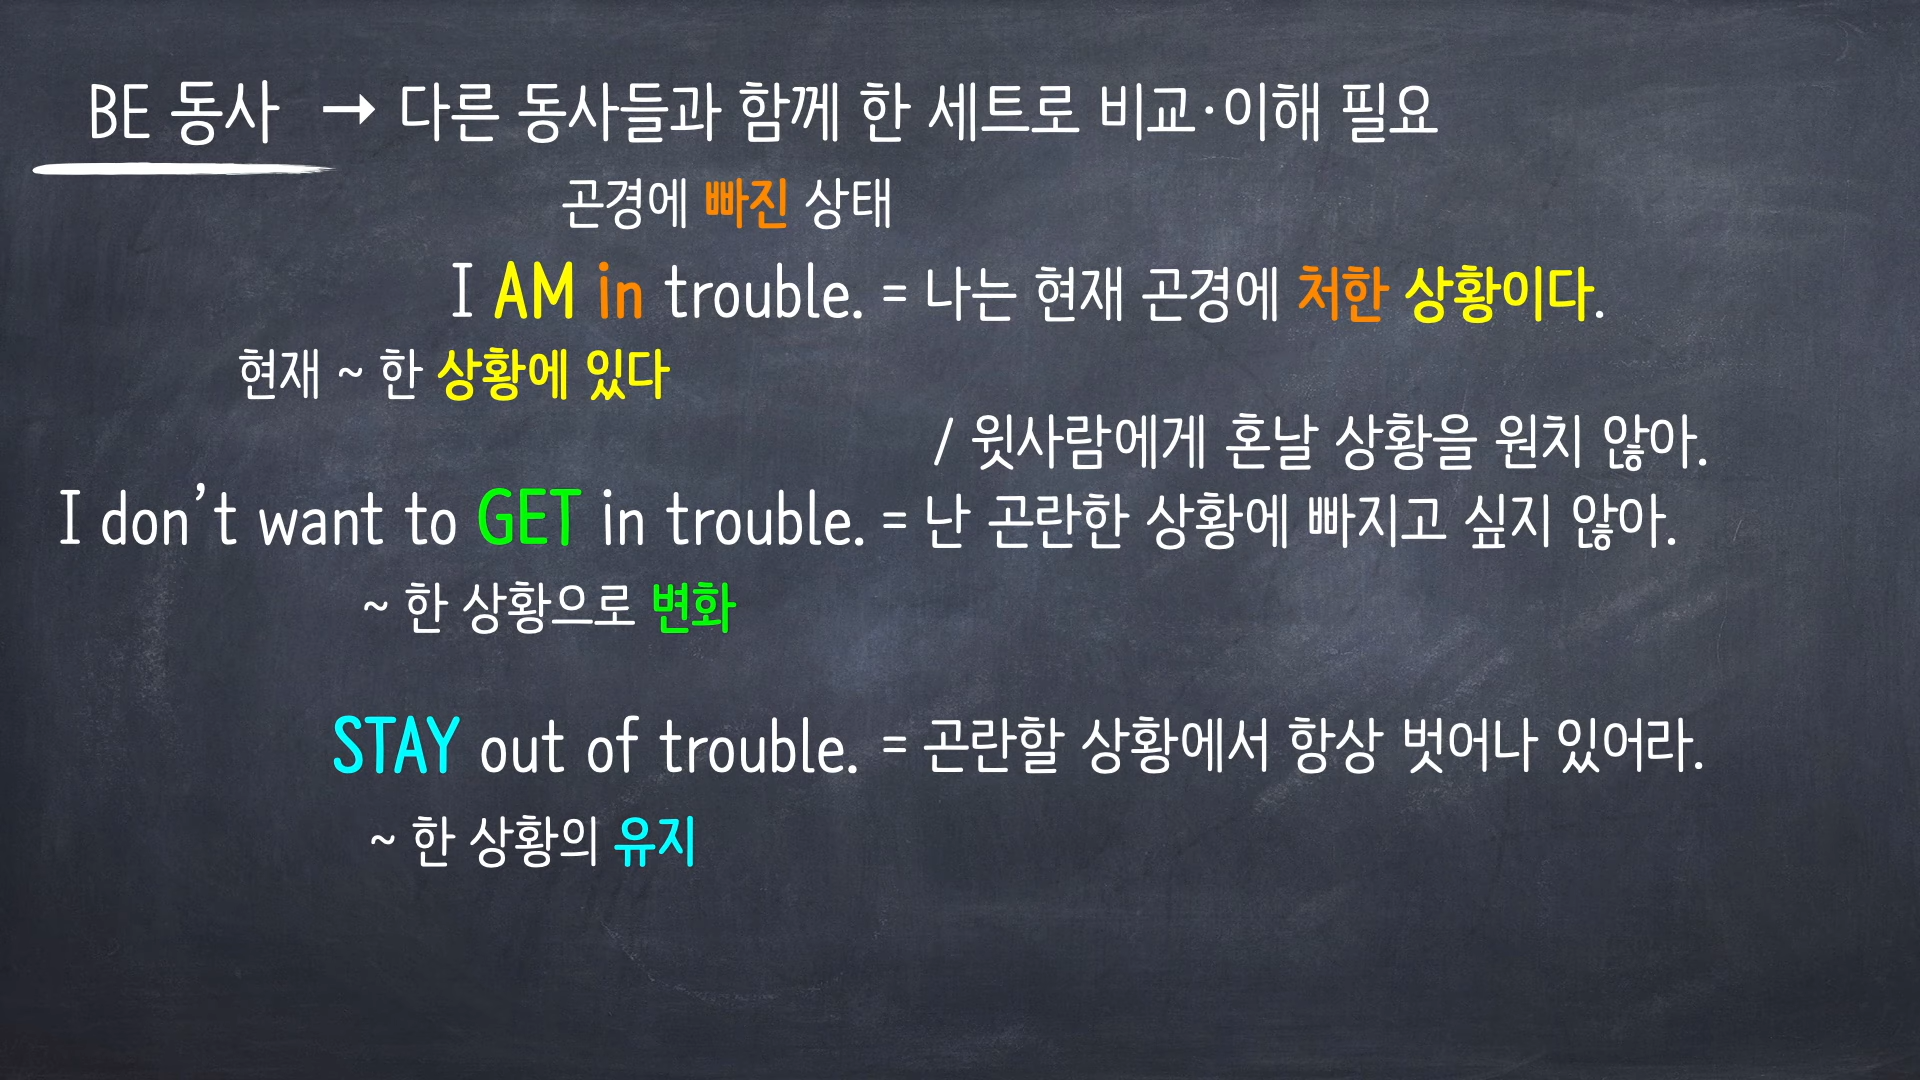 BE 동사 → 다른 동사들과 함께 한 세트로 비교·이해 필요
곤경에 빠진 상태
I AM in trouble. = 나는 현재 곤경에 처한 상황이다.
현재 ~ 한 상황에 있다
/ 윗사람에게 혼날 상황을 원치 않아.
I don't want to GET in trouble. = 난 곤란한 상황에 빠지고 싶지 않아.
~ 한 상황으로 변화
STAY out of trouble. = 곤란할 상황에서 항상 벗어나 있어라.
~ 한 상황의 유지